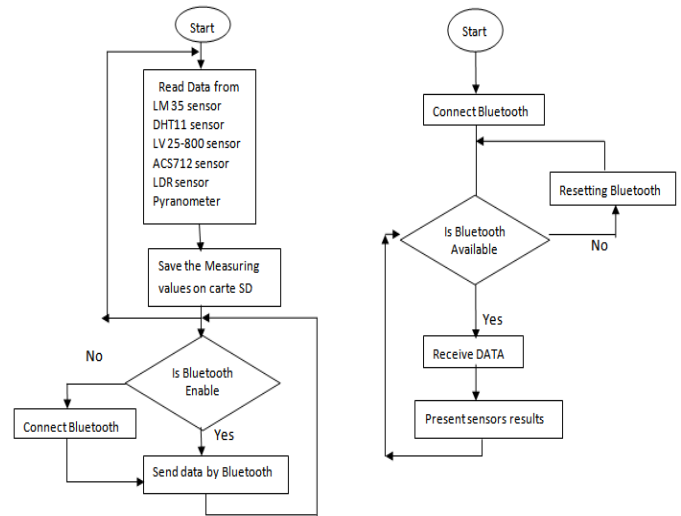 Start
Read Data from
LM 35 sensor
DHT11 sensor
LV 25-800 sensor
ACS712 sensor
LDR sensor
Pyranometer
Save the Measuring
values on carte SD
Is Bluetooth
Enable
No
Connect Bluetooth
Yes
Send data by Bluetooth
Start
Connect Bluetooth
Resetting Bluetooth
Is Bluetooth
Available
No
Yes
Receive DATA
Present sensors results